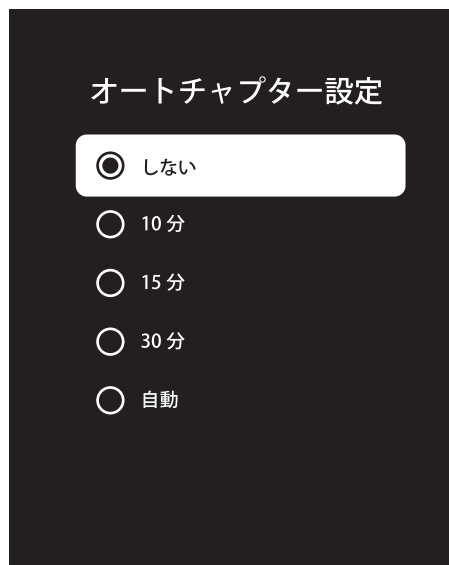 オートチャプター設定
しない
10 分
15 分
30 分
自動